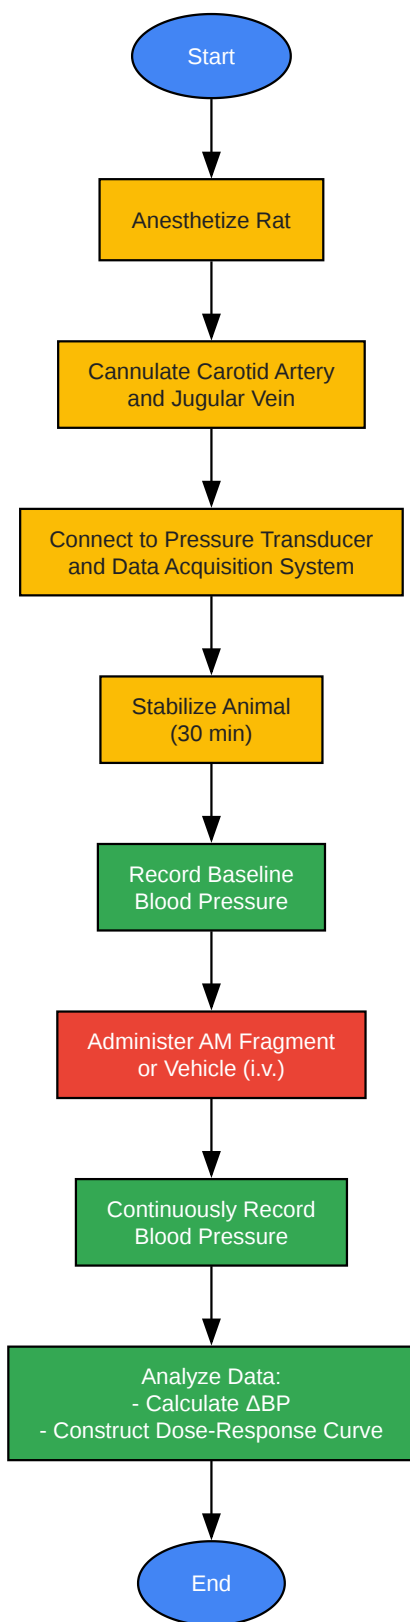 Start
Anesthetize Rat
Cannulate Carotid Artery
and Jugular Vein
Connect to Pressure Transducer
and Data Acquisition System
Stabilize Animal
(30 min)
Record Baseline
Blood Pressure
Administer AM Fragment
or Vehicle (i.v.)
Continuously Record
Blood Pressure
Analyze Data:
- Calculate ΔBP
- Construct Dose-Response Curve
End